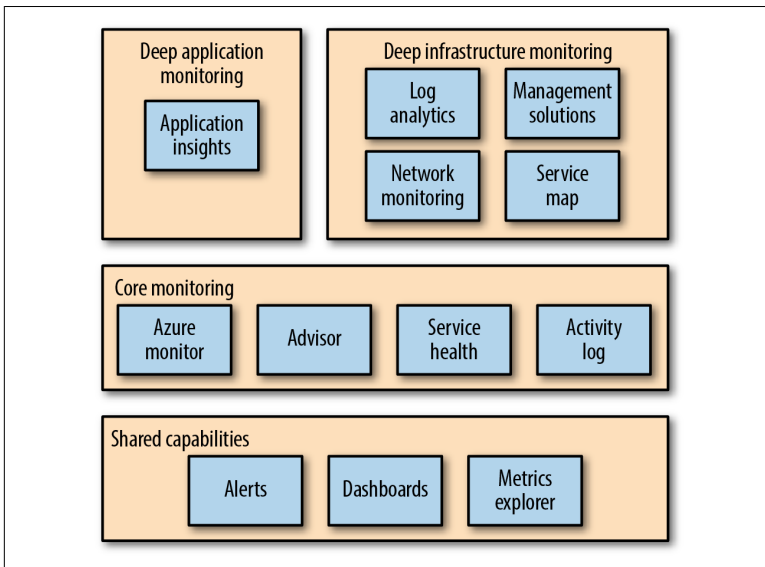 Deep application
monitoring
Application
insights
Deep infrastructure monitoring
Log
analytics
Management
solutions
Network
monitoring
Service
map
Core monitoring
Azure
monitor
Advisor
Service
health
Activity
log
Shared capabilities
Alerts
Dashboards
Metrics
explorer